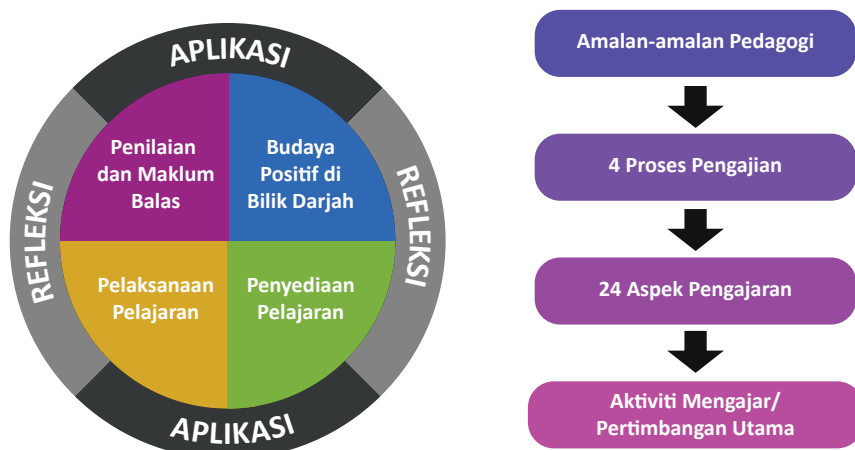 APLIKASI
REFLEKSI
Penilaian
dan Maklum
Balas
Budaya
Positif di
Bilik Darjah
REFLEKSI
Pelaksanaan
Pelajaran
Penyediaan
Pelajaran
APLIKASI
Amalan-amalan Pedagogi
4 Proses Pengajian
24 Aspek Pengajaran
Aktiviti Mengajar/
Pertimbangan Utama